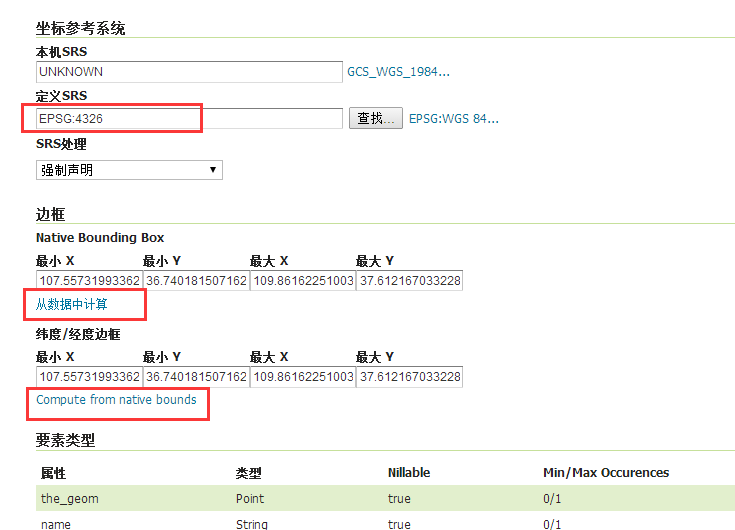 坐标参考系统
本机SRS
UNKNOWN GCS_WGS_1984...
定义SRS
EPSG:4326 查找... EPSG:WGS 84...
SRS处理
强制声明
边框
Native Bounding Box
最小 X 最小 Y 最大 X 最大 Y
107.55731993362 36.740181507162 109.86162251003 37.612167033228
从数据中计算
纬度/经度边框
最小 X 最小 Y 最大 X 最大 Y
107.55731993362 36.740181507162 109.86162251003 37.612167033228
Compute from native bounds
要素类型
属性 类型 Nillable Min/Max Occurences
the_geom Point true 0/1
name String true 0/1